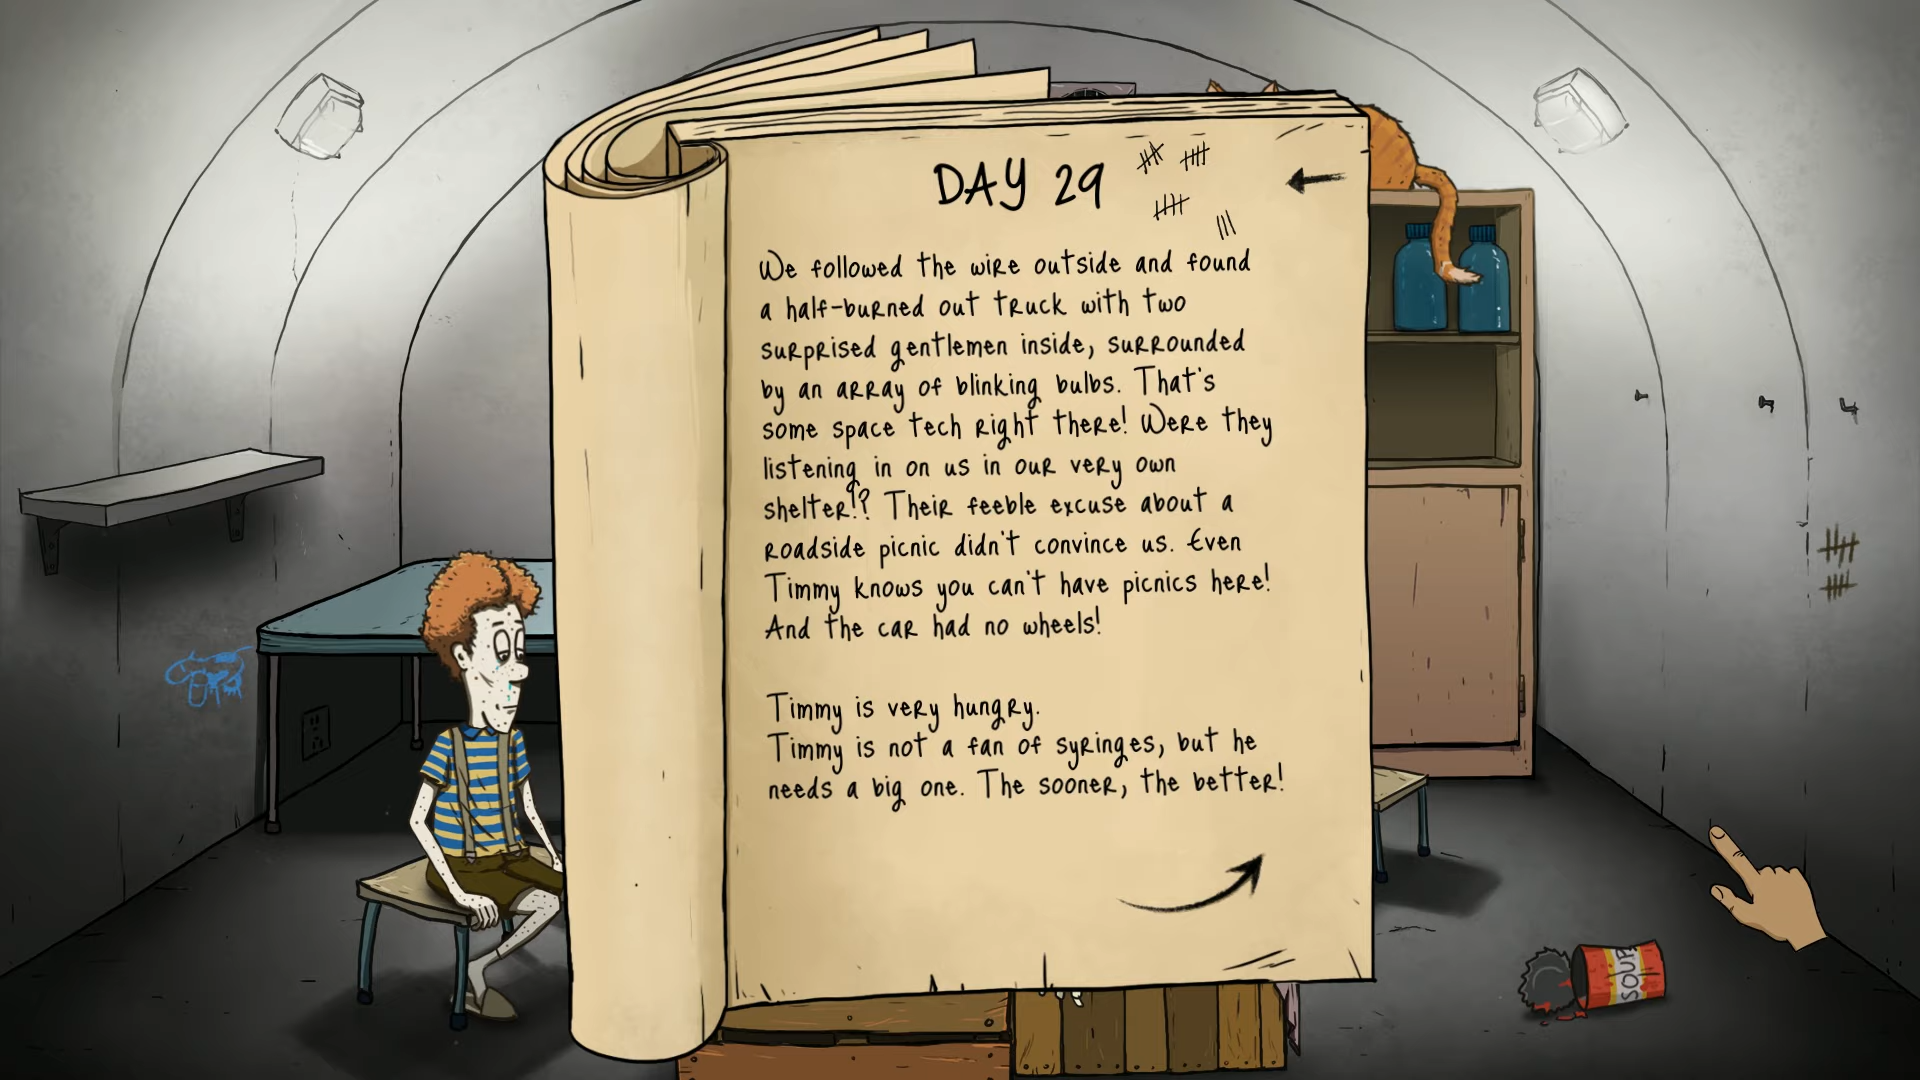 DAY 29
We followed the wire outside and found
a half-burned out truck with two
surprised gentlemen inside, surrounded
by an array of blinking bulbs. That's
some space tech right there! Were they
listening in on us in our very own
shelter!? Their feeble excuse about a
roadside picnic didn't convince us. Even
Timmy knows you can't have picnics here!
And the car had no wheels!
Timmy is very hungry.
Timmy is not a fan of syringes, but he
needs a big one. The sooner, the better!
SOUP